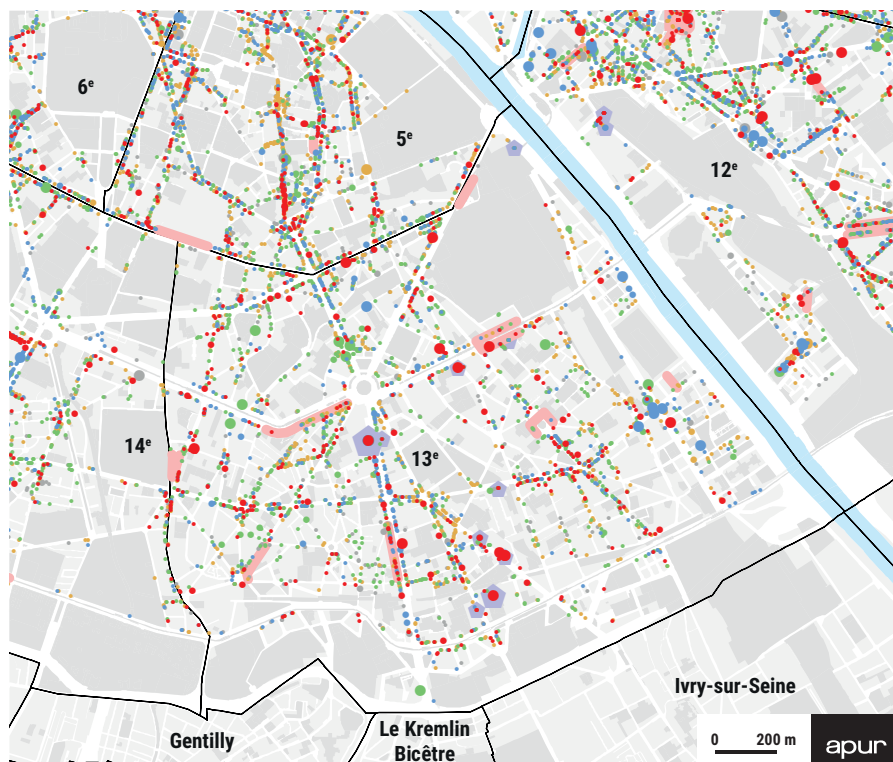 6ᵉ
5ᵉ
12ᵉ
14ᵉ
13ᵉ
Ivry-sur-Seine
Gentilly
Le Kremlin
Bicêtre
0 200 m
apur